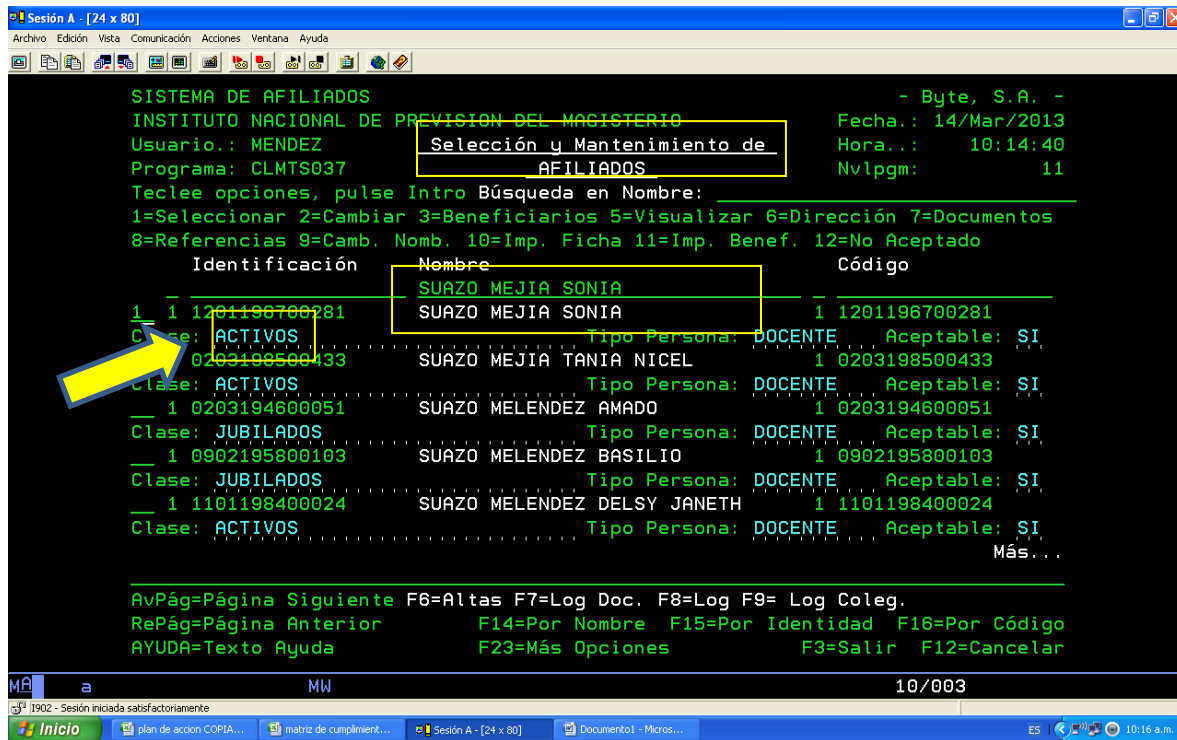 Sesión A - [24 x 80]
Archivo Edición Vista Comunicación Acciones Ventana Ayuda
SISTEMA DE AFILIADOS - Byte, S.A. -
INSTITUTO NACIONAL DE PREVISION DEL MAGISTERIO Fecha.: 14/Mar/2013
Usuario.: MENDEZ Selección y Mantenimiento de Hora..: 10:14:40
Programa: CLMTS037 AFILIADOS Nvlpgm: 11
Teclee opciones, pulse Intro Búsqueda en Nombre:
1=Seleccionar 2=Cambiar 3=Beneficiarios 5=Visualizar 6=Dirección 7=Documentos
8=Referencias 9=Camb. Nomb. 10=Imp. Ficha 11=Imp. Benef. 12=No Aceptado
Identificación Nombre Código
SUAZO MEJIA SONIA
1 1 1201196700281 SUAZO MEJIA SONIA 1 1201196700281
Clase: ACTIVOS Tipo Persona: DOCENTE Aceptable: SI
0203198500433 SUAZO MEJIA TANIA NICEL 1 0203198500433
Clase: ACTIVOS Tipo Persona: DOCENTE Aceptable: SI
1 0203194600051 SUAZO MELENDEZ AMADO 1 0203194600051
Clase: JUBILADOS Tipo Persona: DOCENTE Aceptable: SI
1 0902195800103 SUAZO MELENDEZ BASILIO 1 0902195800103
Clase: JUBILADOS Tipo Persona: DOCENTE Aceptable: SI
1 1101198400024 SUAZO MELENDEZ DELSY JANETH 1 1101198400024
Clase: ACTIVOS Tipo Persona: DOCENTE Aceptable: SI
Más...
AvPág=Página Siguiente F6=Altas F7=Log Doc. F8=Log F9= Log Coleg.
RePág=Página Anterior F14=Por Nombre F15=Por Identidad F16=Por Código
AYUDA=Texto Ayuda F23=Más Opciones F3=Salir F12=Cancelar
MA a MW 10/003
I902 - Sesión iniciada satisfactoriamente
Inicio plan de accion COPIA... matriz de cumplimient... Sesión A - [24 x 80] Documento1 - Micros... ES 10:16 a.m.